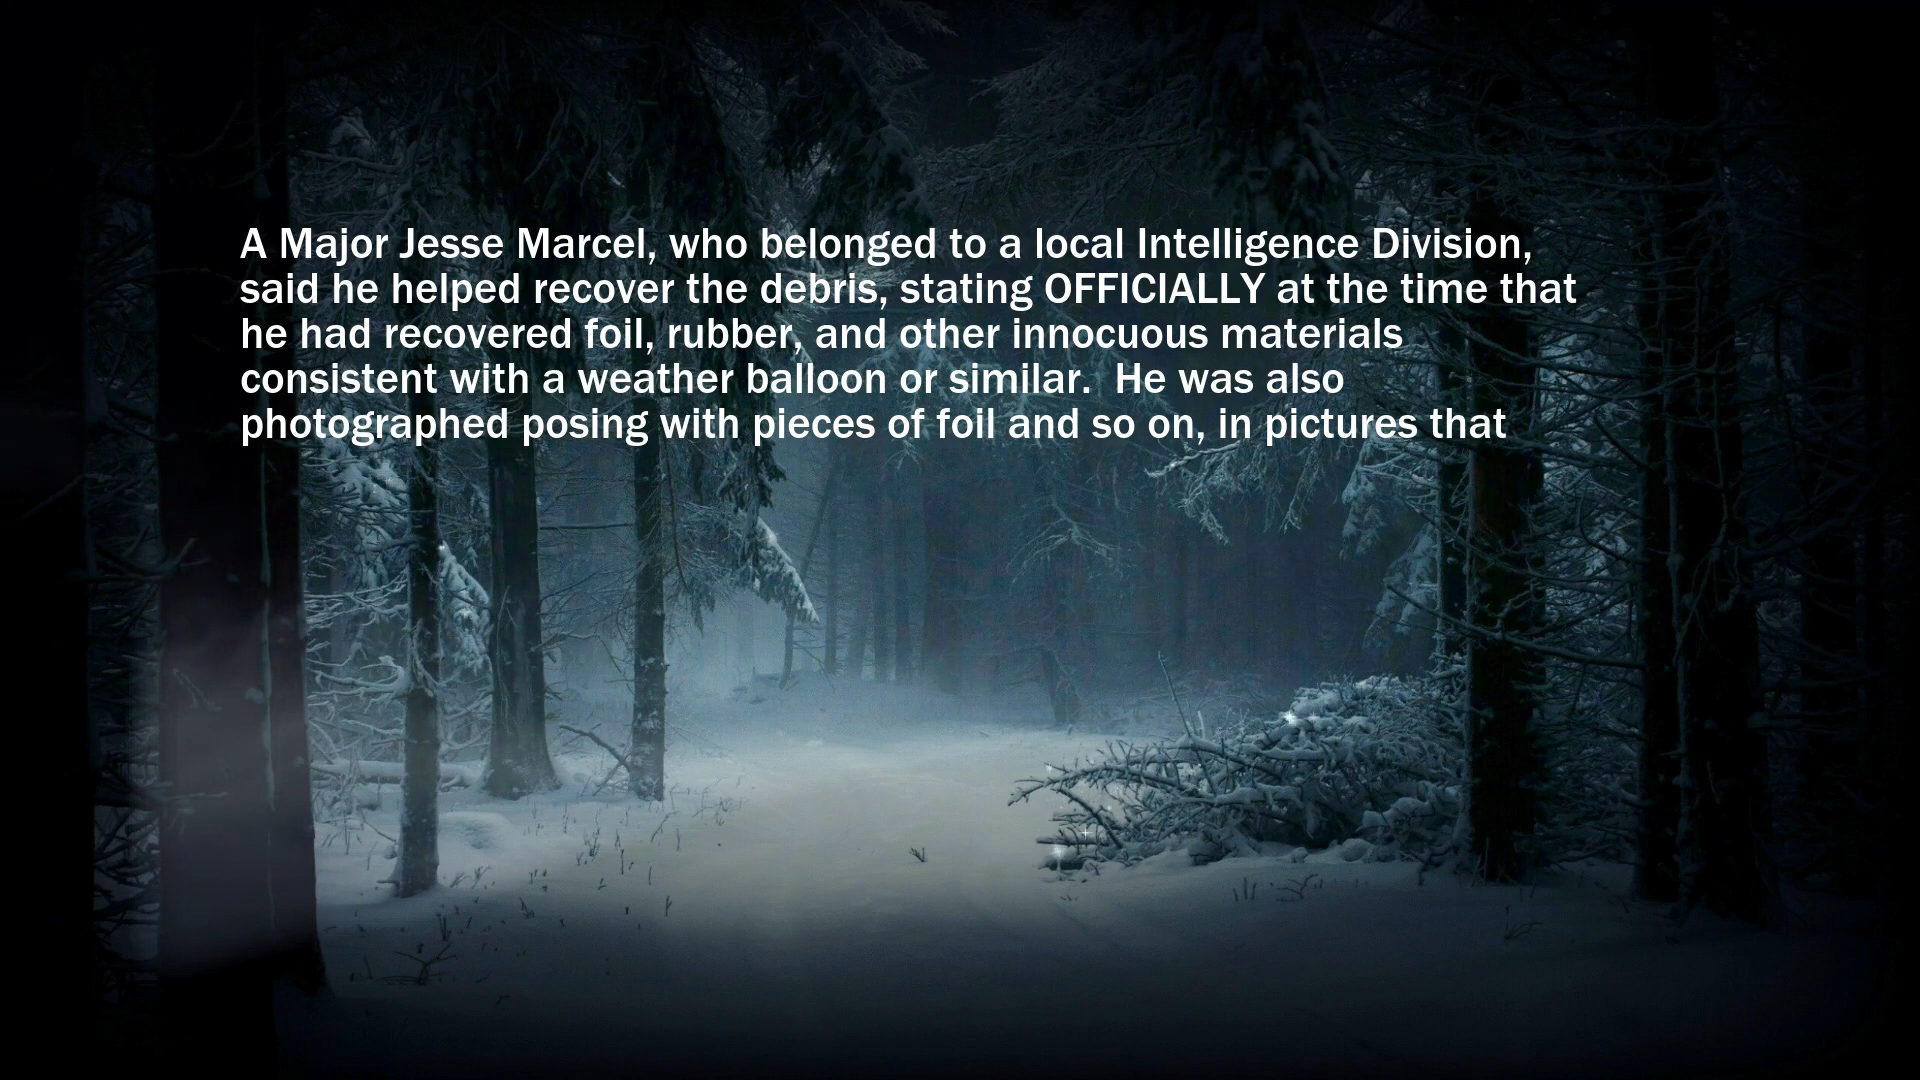 A Major Jesse Marcel, who belonged to a local Intelligence Division,
said he helped recover the debris, stating OFFICIALLY at the time that
he had recovered foil, rubber, and other innocuous materials
consistent with a weather balloon or similar.  He was also
photographed posing with pieces of foil and so on, in pictures that